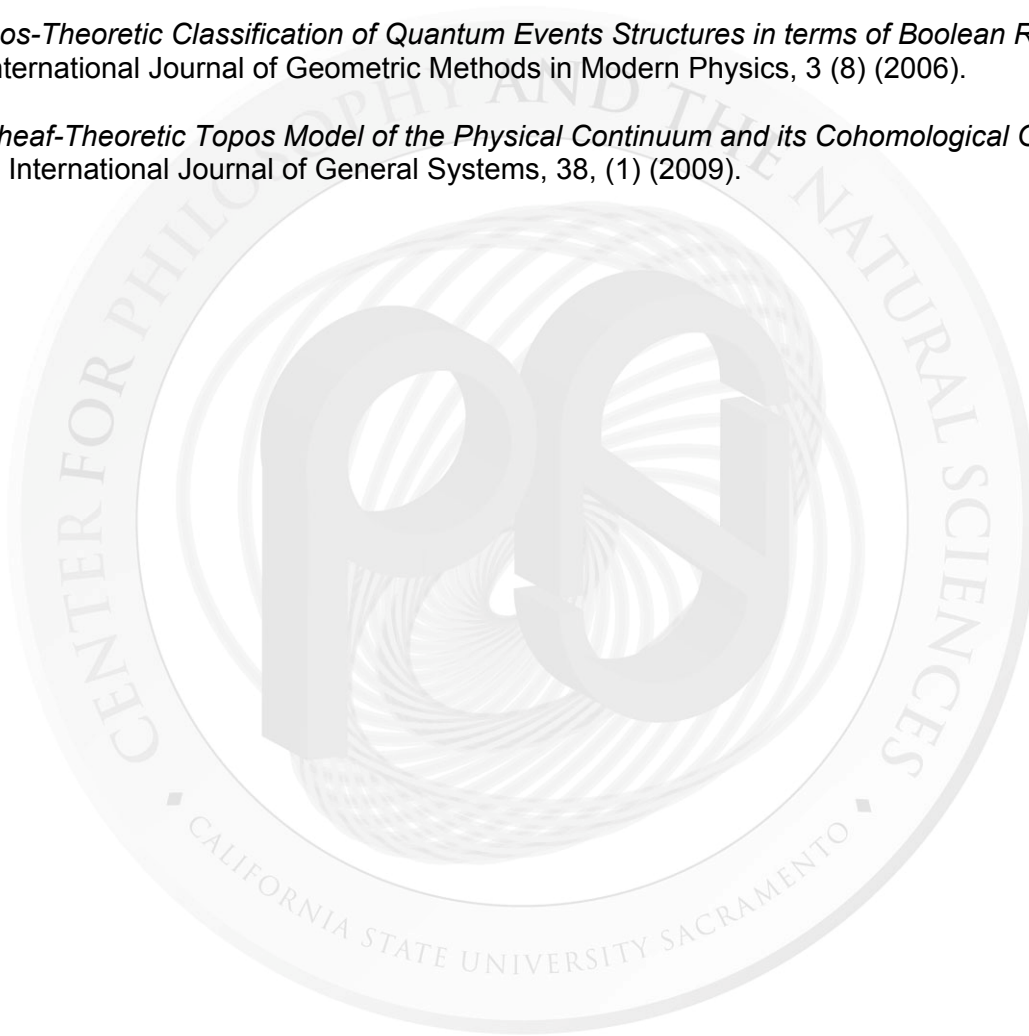 os-Theoretic Classification of Quantum Events Structures in terms of Boolean R
nternational Journal of Geometric Methods in Modern Physics, 3 (8) (2006).
heaf-Theoretic Topos Model of the Physical Continuum and its Cohomological
International Journal of General Systems, 38, (1) (2009).
CENTER FOR PHILOSOPHY AND THE NATURAL SCIENCES
• CALIFORNIA STATE UNIVERSITY SACRAMENTO •